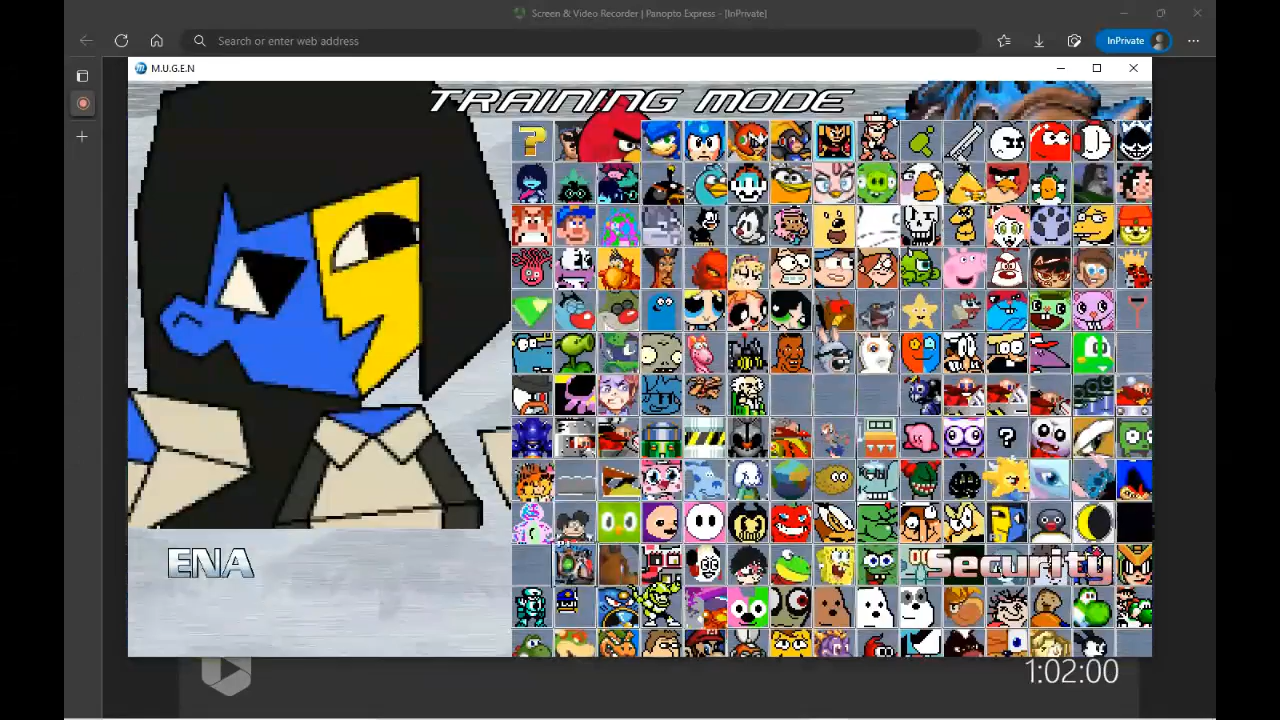 Screen & Video Recorder | Panopto Express - [InPrivate]
Search or enter web address
InPrivate
M.U.G.E.N
TRAINING MODE
?
?
ENA
Security
1:02:00